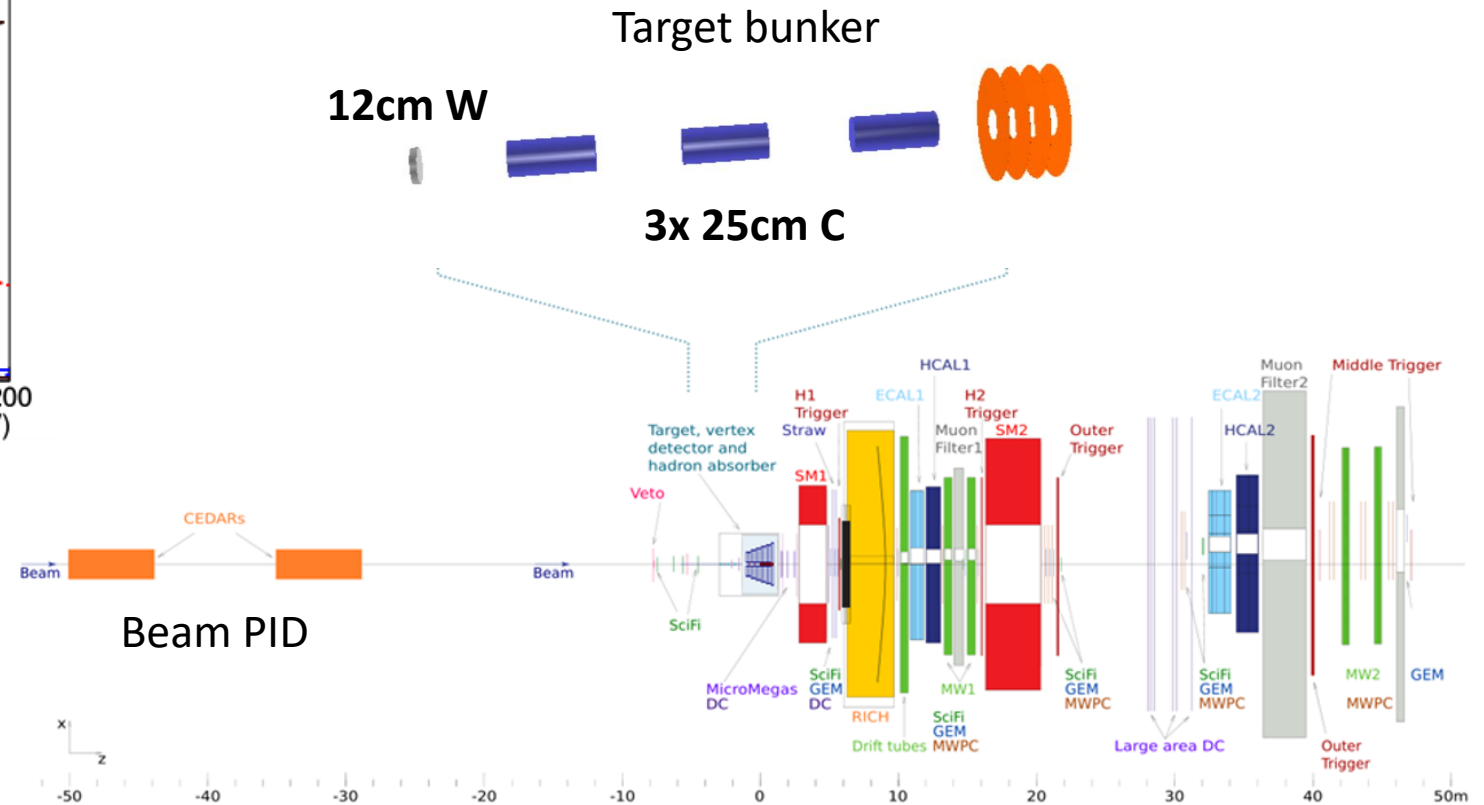 Target bunker
12cm W
3x 25cm C
HCAL1
Muon
Filter2
Middle Trigger
H1
Trigger
ECAL1
H2
Trigger
ECAL2
Target, vertex
detector and
hadron absorber
Straw
Muon
Filter1
SM2
Outer
Trigger
HCAL2
SM1
Veto
CEDARs
Beam
Beam
Beam PID
SciFi
MicroMegas
DC
SciFi
GEM
DC
RICH
MW1
SciFi
GEM
MWPC
Drift tubes
SciFi
GEM
MWPC
SciFi
GEM
MWPC
MW2
MWPC
GEM
Large area DC
Outer
Trigger
x
z
-50 -40 -30 -20 -10 0 10 20 30 40 50m